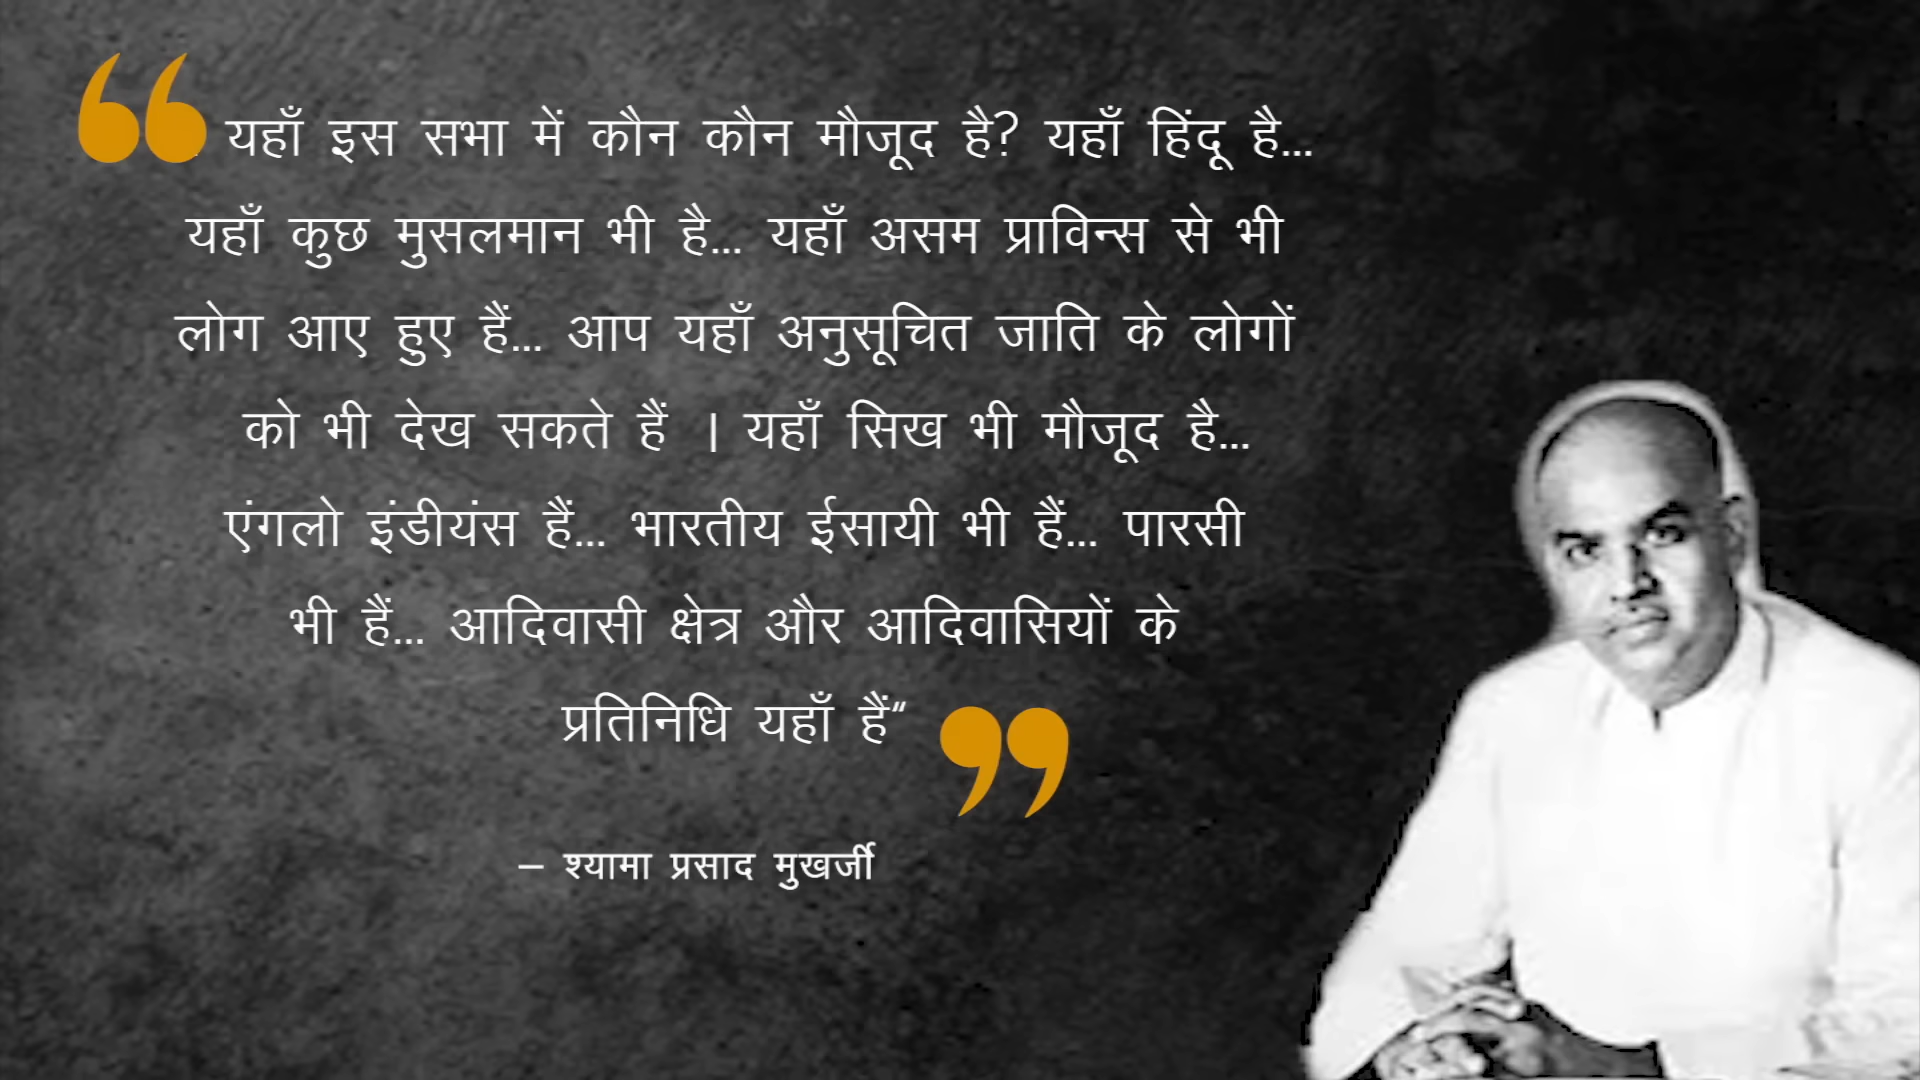 “ यहाँ इस सभा में कौन कौन मौजूद है? यहाँ हिंदू है...
यहाँ कुछ मुसलमान भी है... यहाँ असम प्राविन्स से भी
लोग आए हुए हैं... आप यहाँ अनुसूचित जाति के लोगों
को भी देख सकते हैं । यहाँ सिख भी मौजूद है...
एंगलो इंडीयंस हैं... भारतीय ईसायी भी हैं... पारसी
भी हैं... आदिवासी क्षेत्र और आदिवासियों के
प्रतिनिधि यहाँ हैं“ ”
– श्यामा प्रसाद मुखर्जी